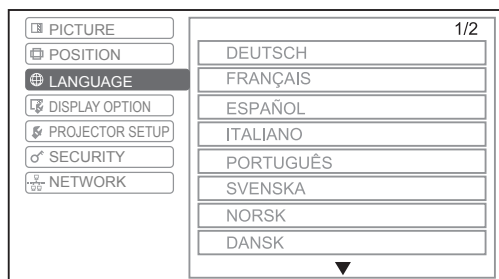 PICTURE
POSITION
LANGUAGE
DISPLAY OPTION
PROJECTOR SETUP
SECURITY
NETWORK
1/2
DEUTSCH
FRANÇAIS
ESPAÑOL
ITALIANO
PORTUGUÊS
SVENSKA
NORSK
DANSK